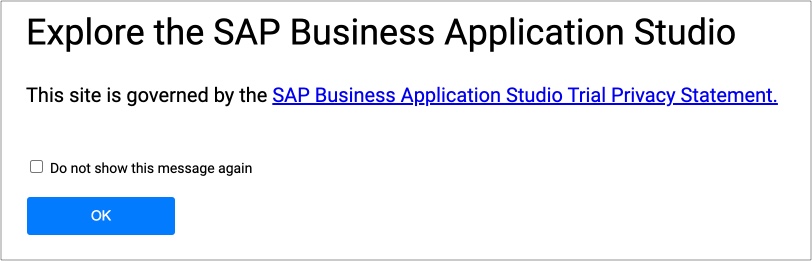 Explore the SAP Business Application Studio
This site is governed by the SAP Business Application Studio Trial Privacy Statement.
Do not show this message again
OK